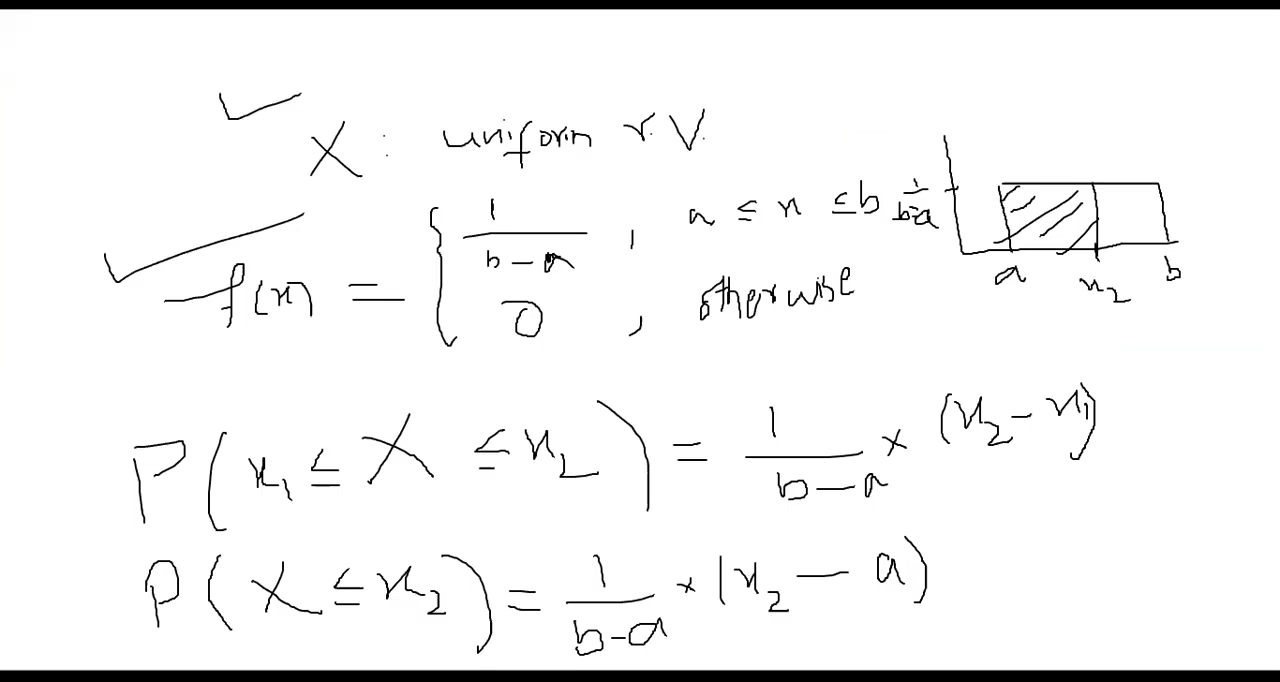 X: uniform r.V.
f(x) = { 1/(b-a) , a ≤ x ≤ b
0 , otherwise
1/(b-a)
a x₂ b
P(x₁ ≤ X ≤ x₂) = 1/(b-a) × (x₂ - x₁)
P(X ≤ x₂) = 1/(b-a) × (x₂ - a)